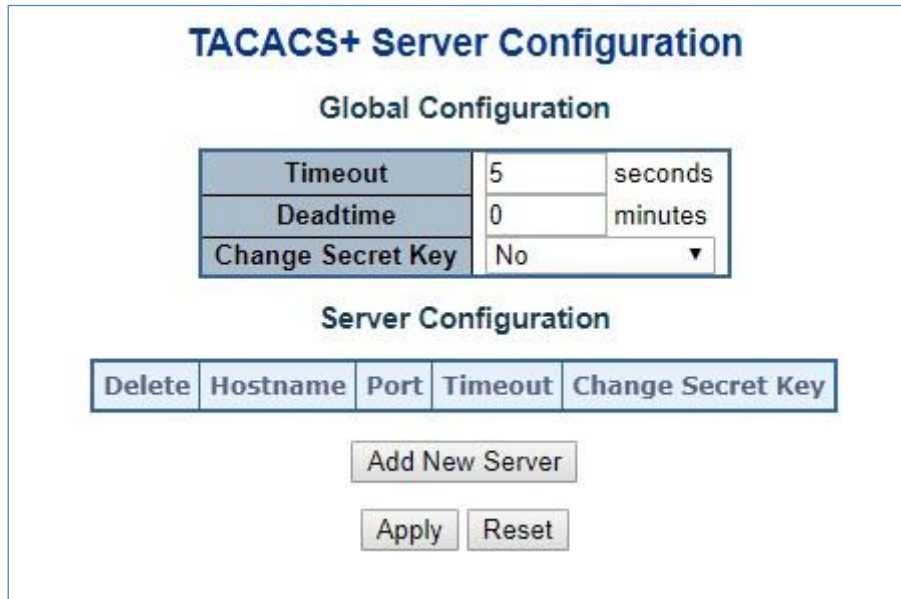 TACACS+ Server Configuration
Global Configuration
Timeout 5 seconds
Deadtime 0 minutes
Change Secret Key No
Server Configuration
Delete Hostname Port Timeout Change Secret Key
Add New Server
Apply Reset